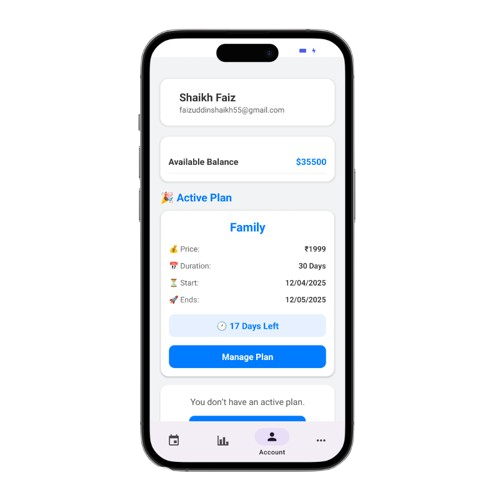 Shaikh Faiz
faizuddinshaikh55@gmail.com
Available Balance $35500
🎉 Active Plan
Family
💰 Price: ₹1999
📅 Duration: 30 Days
⏳ Start: 12/04/2025
🚀 Ends: 12/05/2025
🕐 17 Days Left
Manage Plan
You don't have an active plan.
Account